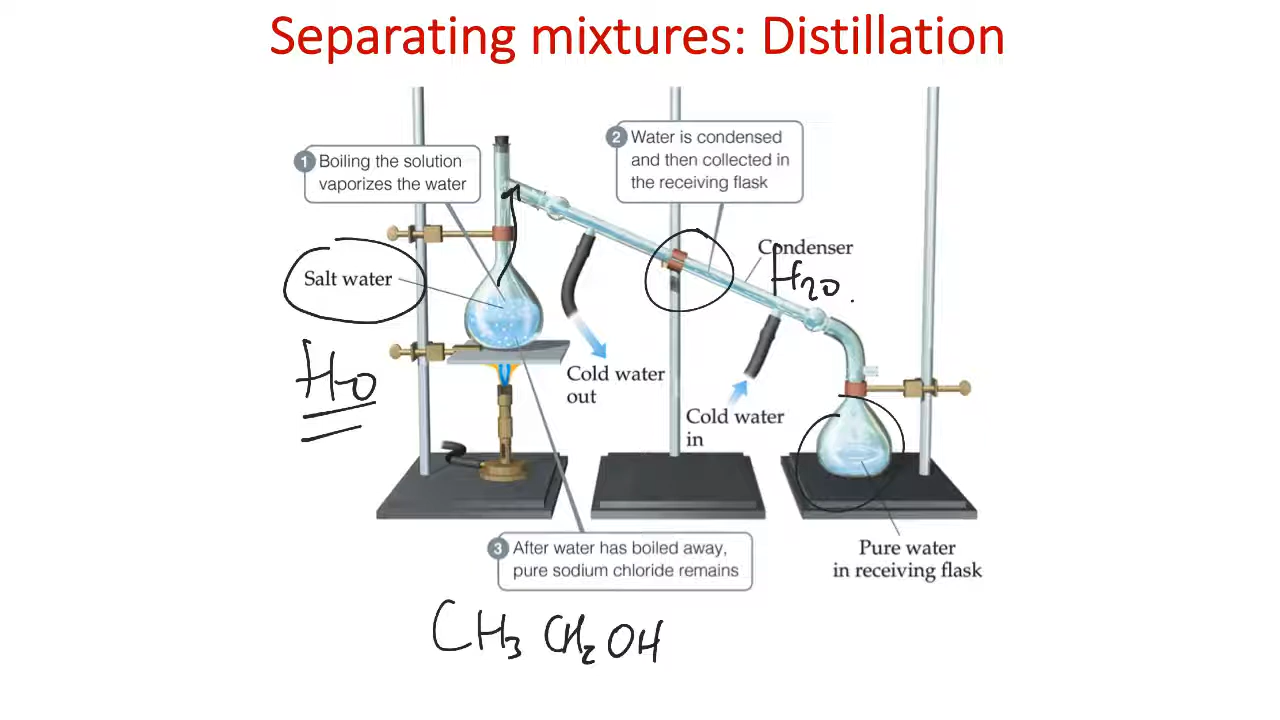 Separating mixtures: Distillation
1 Boiling the solution
vaporizes the water
2 Water is condensed
and then collected in
the receiving flask
Condenser
H₂O.
Salt water
H₂O
Cold water
out
Cold water
in
3 After water has boiled away,
pure sodium chloride remains
Pure water
in receiving flask
CH₃ CH₂OH